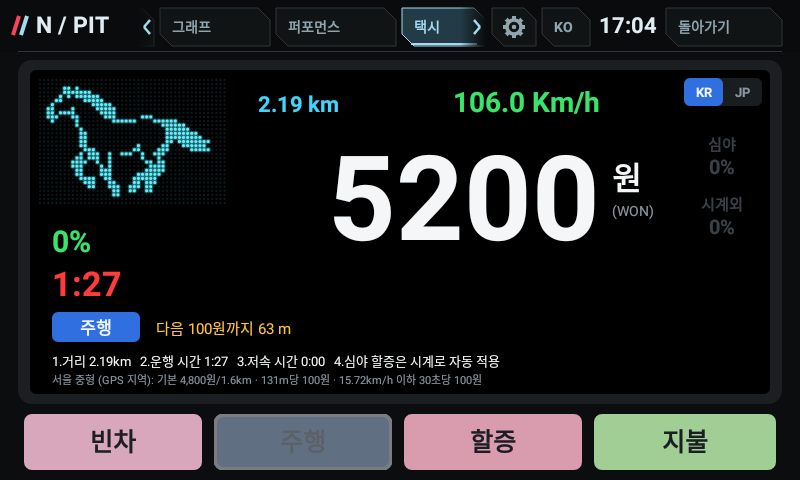 N / PIT
그래프
퍼포먼스
택시
KO
17:04
돌아가기
2.19 km
106.0 Km/h
KR
JP
5200
원
(WON)
심야
0%
시계외
0%
0%
1:27
주행
다음 100원까지 63 m
1.거리 2.19km 2.운행 시간 1:27 3.저속 시간 0:00 4.심야 할증은 시계로 자동 적용
서울 중형 (GPS 지역): 기본 4,800원/1.6km · 131m당 100원 · 15.72km/h 이하 30초당 100원
빈차
주행
할증
지불